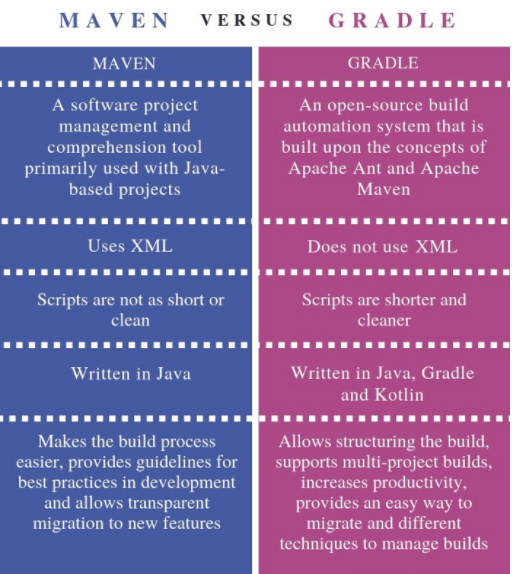 MAVEN VERSUS GRADLE
MAVEN
GRADLE
A software project
management and
comprehension tool
primarily used with Java-
based projects
An open-source build
automation system that is
built upon the concepts of
Apache Ant and Apache
Maven
Uses XML
Does not use XML
Scripts are not as short or
clean
Scripts are shorter and
cleaner
Written in Java
Written in Java, Gradle
and Kotlin
Makes the build process
easier, provides guidelines for
best practices in development
and allows transparent
migration to new features
Allows structuring the build,
supports multi-project builds,
increases productivity,
provides an easy way to
migrate and different
techniques to manage builds